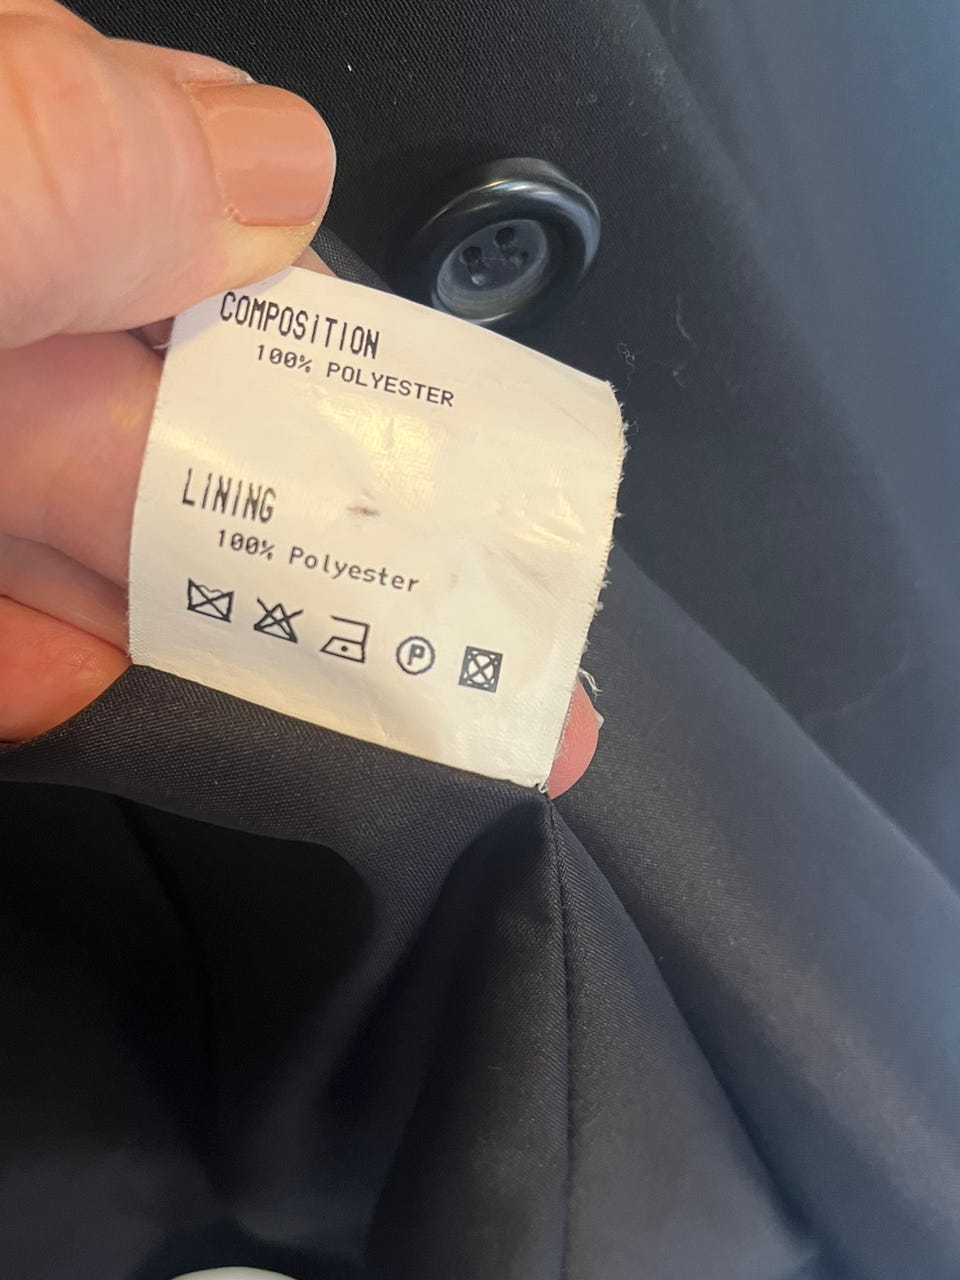 COMPOSITION
100% POLYESTER
LINING
100% Polyester
P